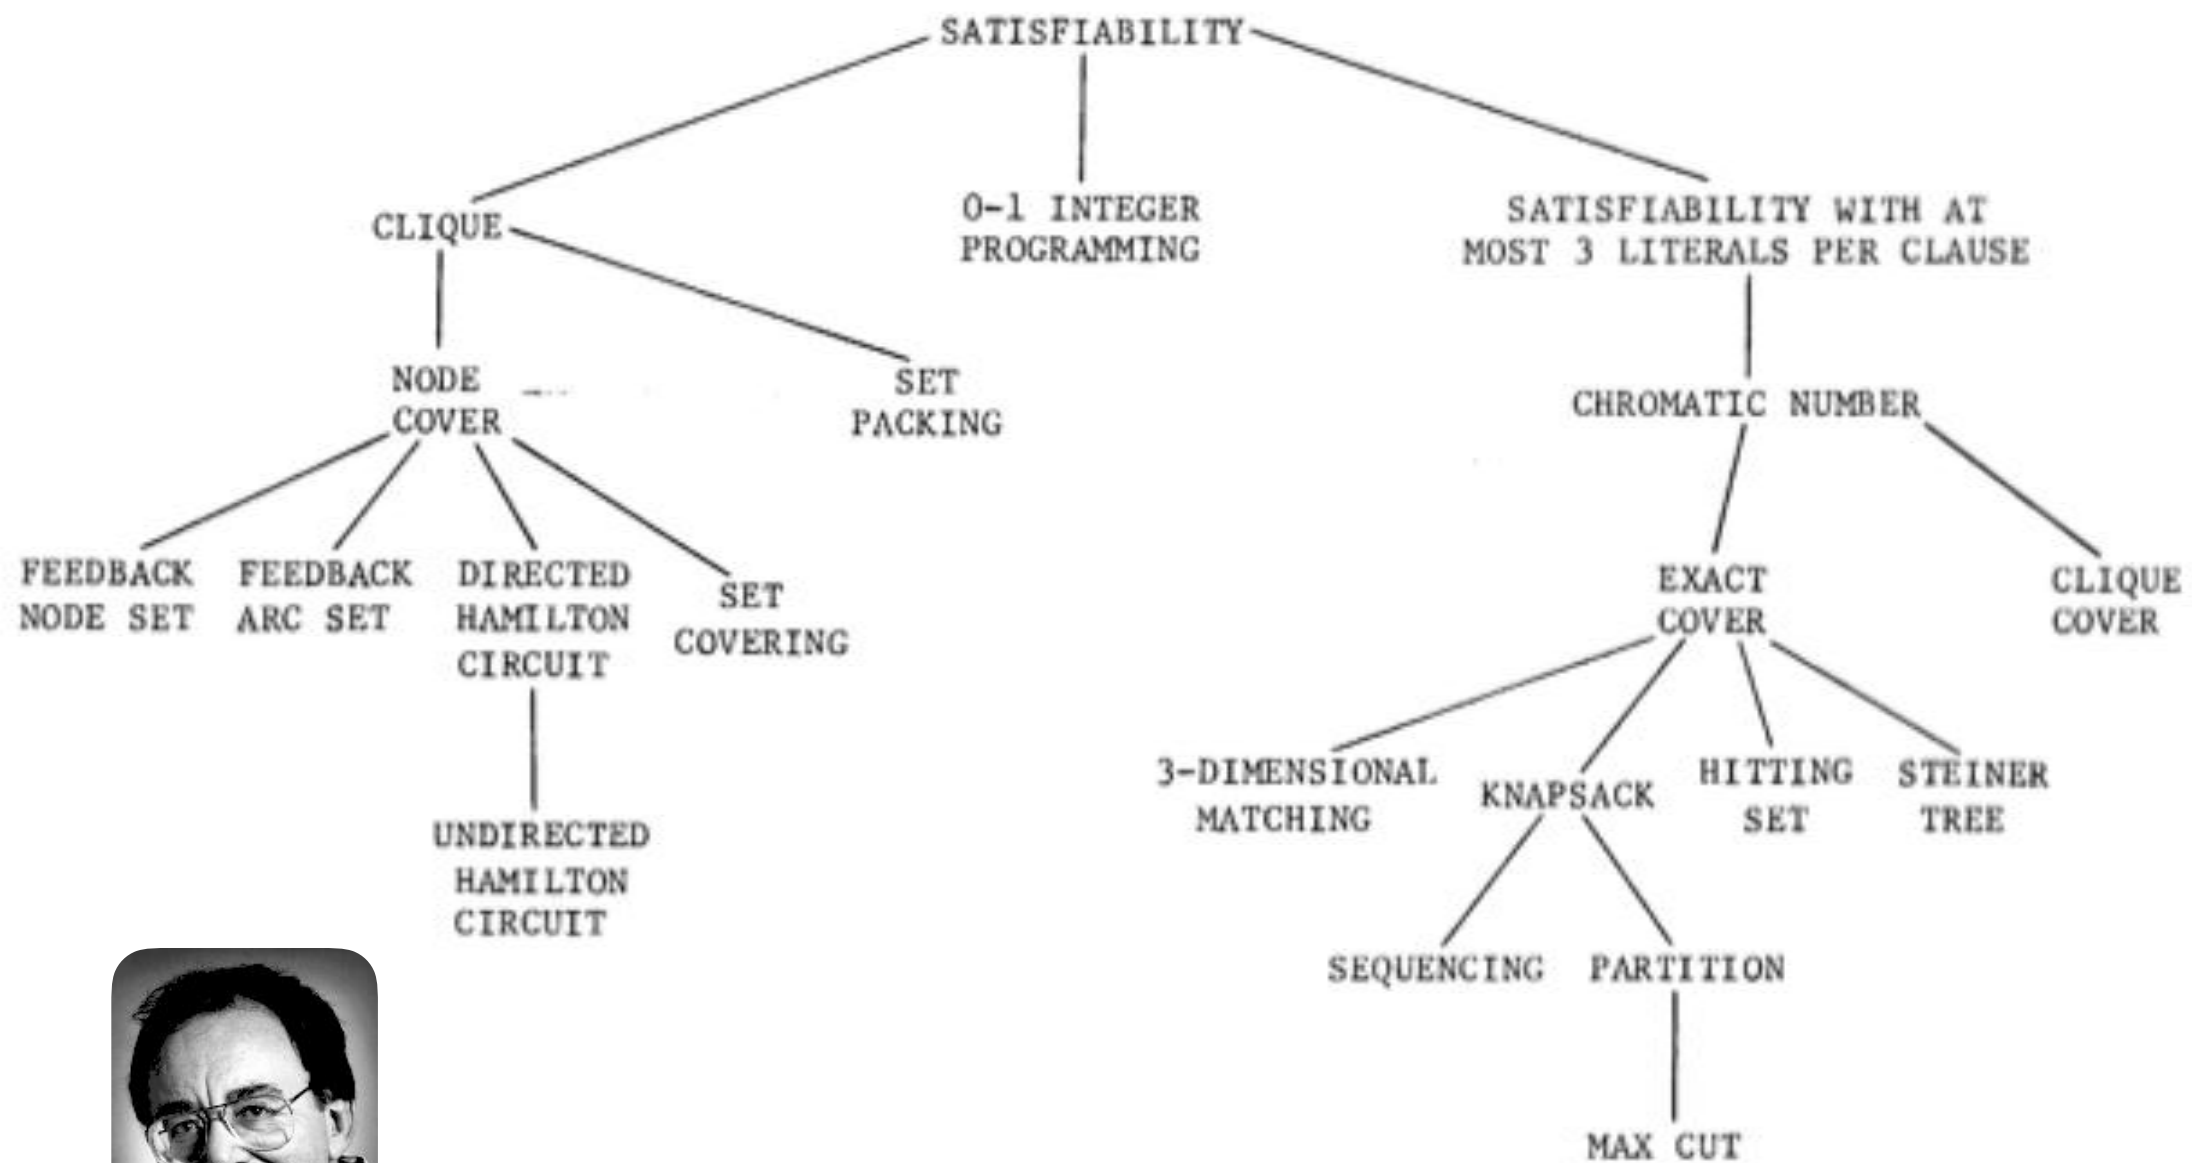 SATISFIABILITY
CLIQUE
0-1 INTEGER
PROGRAMMING
SATISFIABILITY WITH AT
MOST 3 LITERALS PER CLAUSE
NODE
COVER
SET
PACKING
CHROMATIC NUMBER
FEEDBACK
NODE SET
FEEDBACK
ARC SET
DIRECTED
HAMILTON
CIRCUIT
SET
COVERING
EXACT
COVER
CLIQUE
COVER
3-DIMENSIONAL
MATCHING
KNAPSACK
HITTING
SET
STEINER
TREE
UNDIRECTED
HAMILTON
CIRCUIT
SEQUENCING
PARTITION
MAX CUT